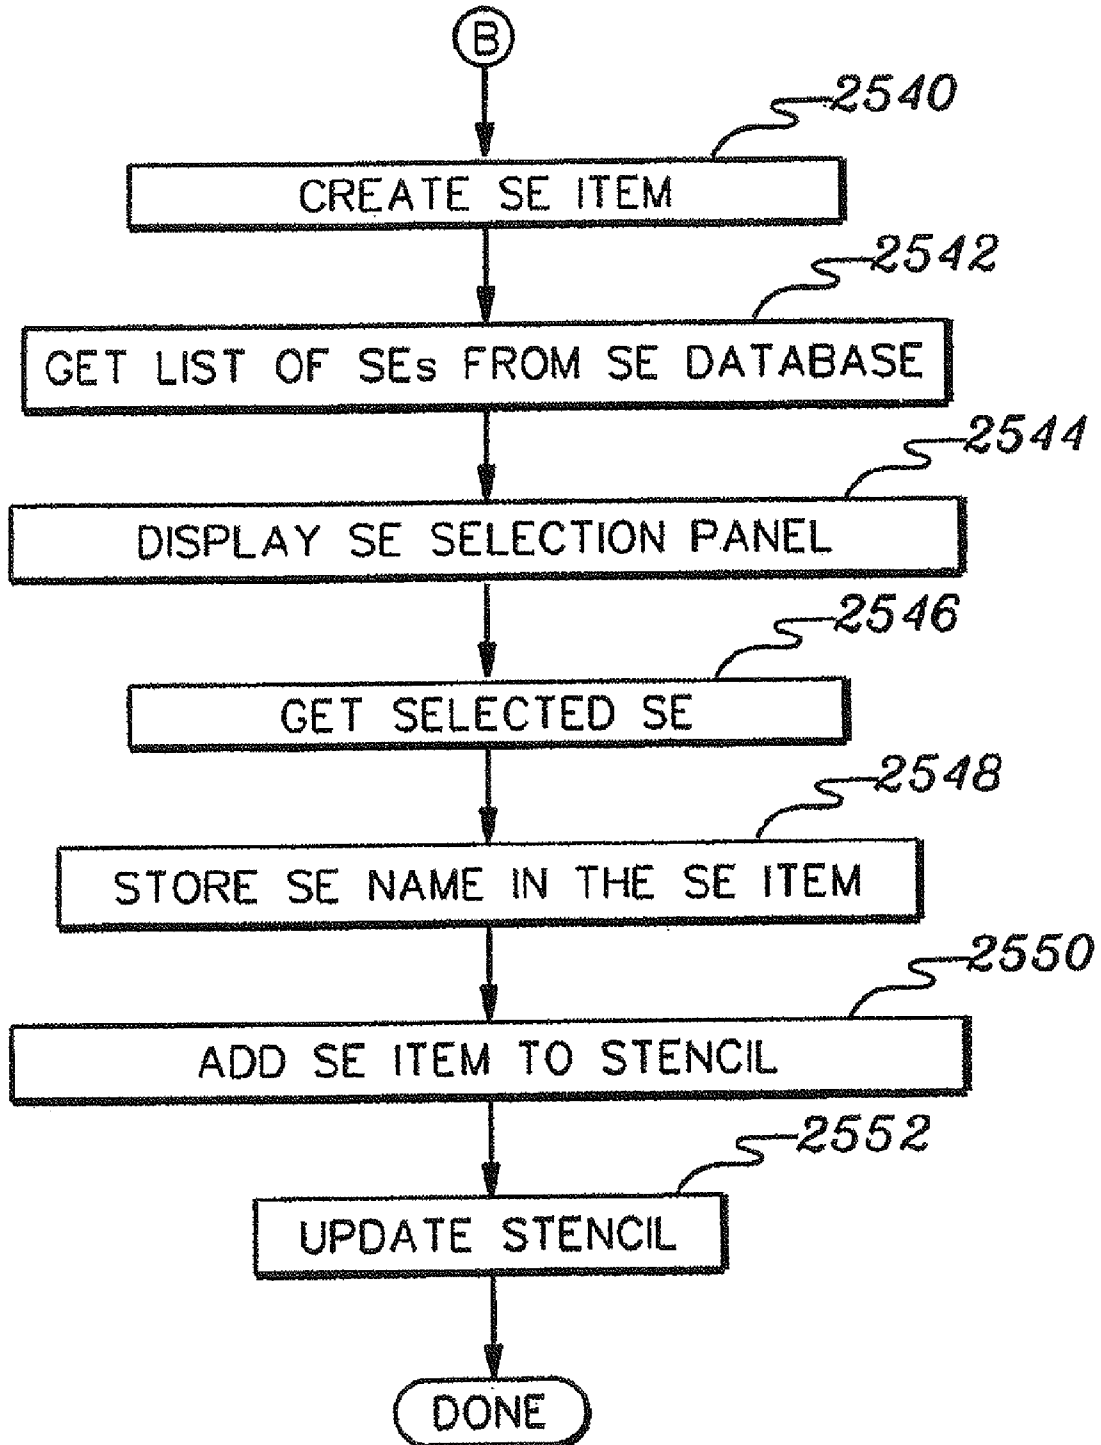 B
2540
CREATE SE ITEM
2542
GET LIST OF SEs FROM SE DATABASE
2544
DISPLAY SE SELECTION PANEL
2546
GET SELECTED SE
2548
STORE SE NAME IN THE SE ITEM
2550
ADD SE ITEM TO STENCIL
2552
UPDATE STENCIL
DONE